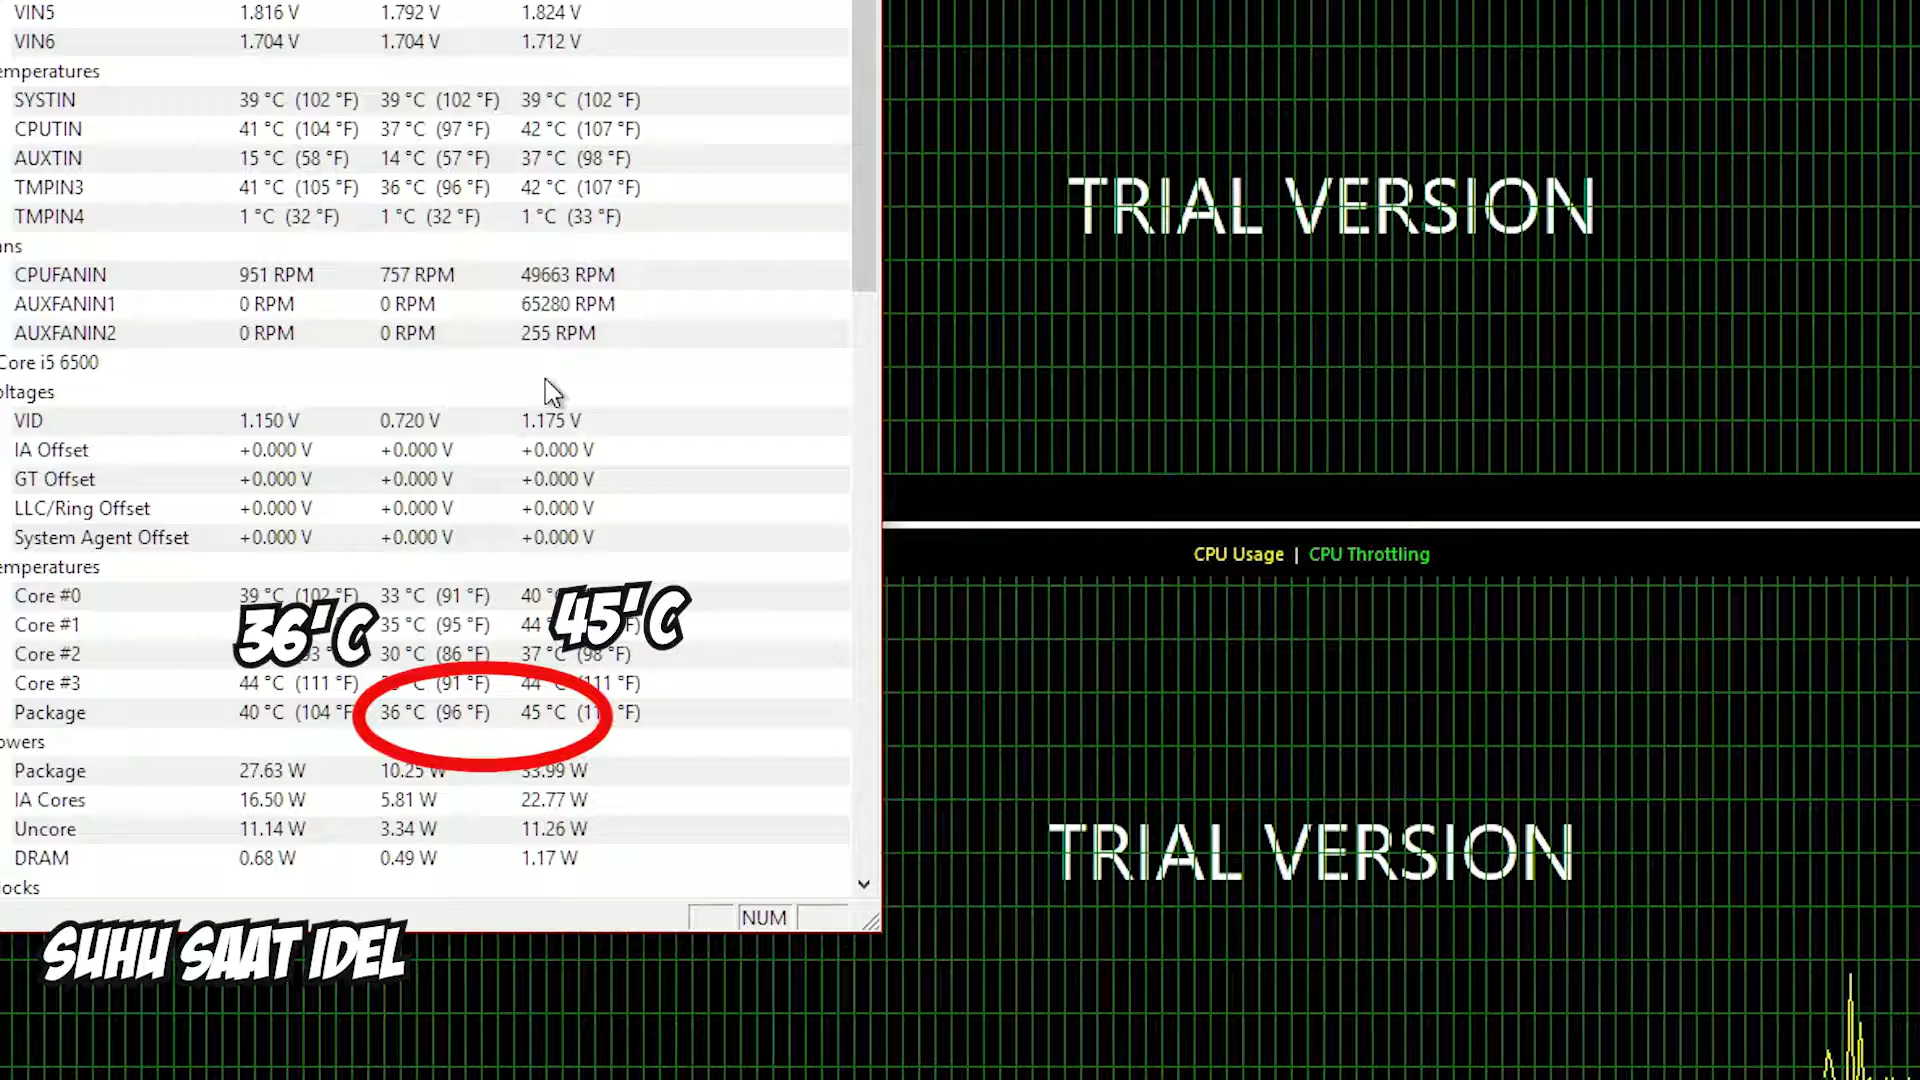 VIN5 1.816 V 1.792 V 1.824 V
VIN6 1.704 V 1.704 V 1.712 V
emperatures
SYSTIN 39 °C (102 °F) 39 °C (102 °F) 39 °C (102 °F)
CPUTIN 41 °C (104 °F) 37 °C (97 °F) 42 °C (107 °F)
AUXTIN 15 °C (58 °F) 14 °C (57 °F) 37 °C (98 °F)
TMPIN3 41 °C (105 °F) 36 °C (96 °F) 42 °C (107 °F)
TMPIN4 1 °C (32 °F) 1 °C (32 °F) 1 °C (33 °F)
ans
CPUFANIN 951 RPM 757 RPM 49663 RPM
AUXFANIN1 0 RPM 0 RPM 65280 RPM
AUXFANIN2 0 RPM 0 RPM 255 RPM
Core i5 6500
oltages
VID 1.150 V 0.720 V 1.175 V
IA Offset +0.000 V +0.000 V +0.000 V
GT Offset +0.000 V +0.000 V +0.000 V
LLC/Ring Offset +0.000 V +0.000 V +0.000 V
System Agent Offset +0.000 V +0.000 V +0.000 V
emperatures
Core #0 39 °C (102 °F) 33 °C (91 °F) 40
Core #1 35 °C (95 °F) 44
Core #2 30 °C (86 °F) 37 °C (98 °F)
Core #3 44 °C (111 °F) (91 °F) 44 °C (111 °F)
Package 40 °C (104 °F 36 °C (96 °F) 45 °C
36'C
45'C
owers
Package 27.63 W 10.25 W 33.99 W
IA Cores 16.50 W 5.81 W 22.77 W
Uncore 11.14 W 3.34 W 11.26 W
DRAM 0.68 W 0.49 W 1.17 W
locks
NUM
SUHU SAAT IDEL
TRIAL VERSION
CPU Usage | CPU Throttling
TRIAL VERSION